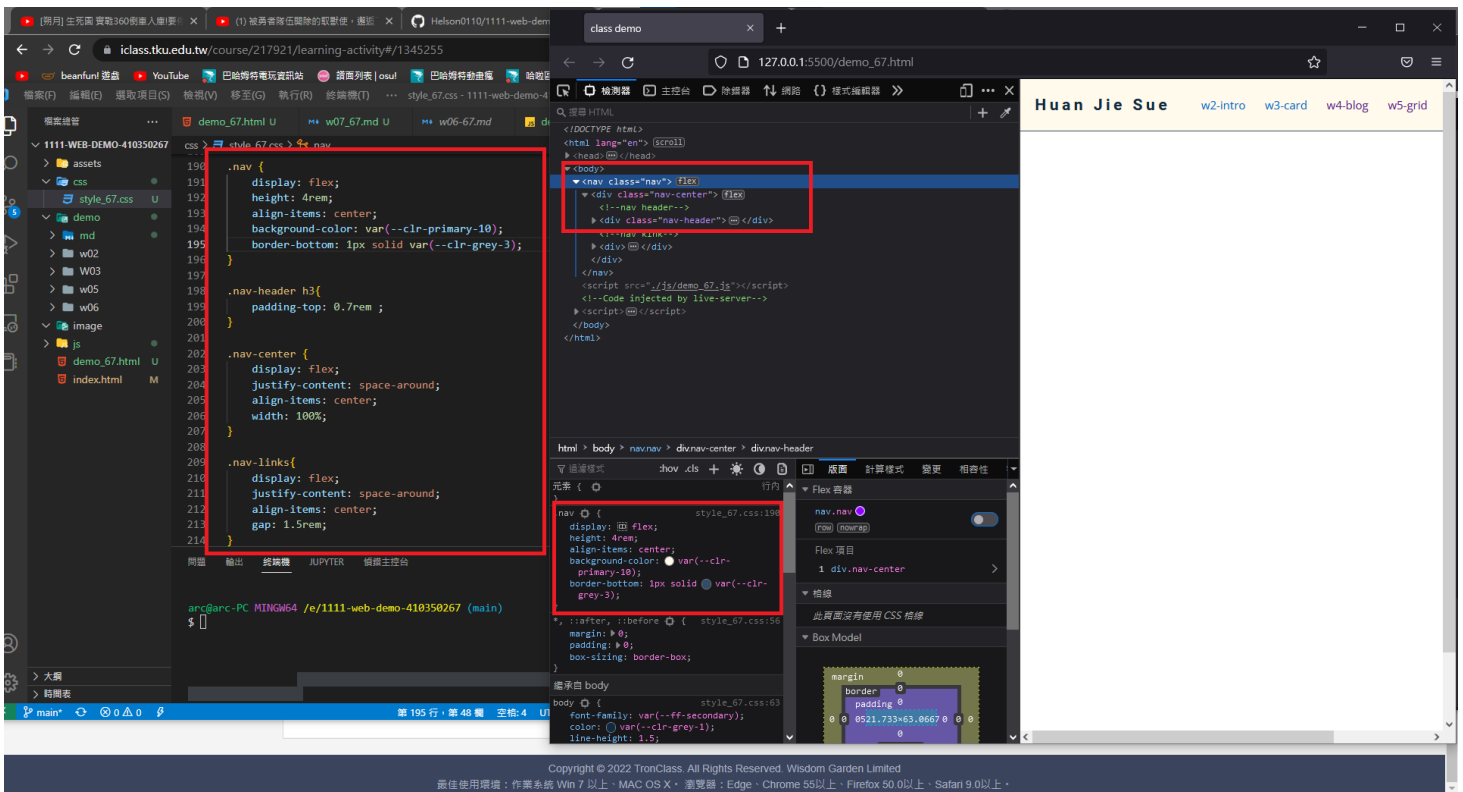 [朔月] 生死園 實戰360倒車入庫!要
(1) 被勇者隊伍開除的馭獸使，邂逅
Helson0110/1111-web-dem
iclass.tku.edu.tw/course/217921/learning-activity#/1345255
beanfun! 遊戲
YouTube
巴哈姆特電玩資訊站
譜面列表 | osu!
巴哈姆特動畫瘋
哈啦區
檔案(F) 編輯(E) 選取項目(S) 檢視(V) 移至(G) 執行(R) 終端機(T) ··· style_67.css - 1111-web-demo-4
檔案總管 ···
demo_67.html U
w07_67.md U
w06-67.md
1111-WEB-DEMO-410350267
assets
css
style_67.css U
demo
md
w02
W03
w05
w06
image
js
demo_67.html U
index.html M
大綱
時間表
css > style_67.css > .nav
190 .nav {
191 display: flex;
192 height: 4rem;
193 align-items: center;
194 background-color: var(--clr-primary-10);
195 border-bottom: 1px solid var(--clr-grey-3);
196 }
197
198 .nav-header h3{
199 padding-top: 0.7rem ;
200 }
201
202 .nav-center {
203 display: flex;
204 justify-content: space-around;
205 align-items: center;
206 width: 100%;
207 }
208
209 .nav-links{
210 display: flex;
211 justify-content: space-around;
212 align-items: center;
213 gap: 1.5rem;
214 }
問題 輸出 終端機 JUPYTER 偵錯主控台
arc@arc-PC MINGW64 /e/1111-web-demo-410350267 (main)
$
main* 0 0 第 195 行，第 48 欄 空格: 4
class demo
127.0.0.1:5500/demo_67.html
檢測器 主控台 除錯器 網路 {} 樣式編輯器
搜尋 HTML
<!DOCTYPE html>
<html lang="en"> scroll
<head></head>
<body>
<nav class="nav"> flex
<div class="nav-center"> flex
<!--nav header-->
<div class="nav-header"></div>
<!--nav kink-->
<div></div>
</div>
</nav>
<script src="./js/demo_67.js"></script>
<!--Code injected by live-server-->
<script></script>
</body>
</html>
html > body > nav.nav > div.nav-center > div.nav-header
過濾樣式 :hov .cls
元素 { 行內
}
.nav { style_67.css:190
display: flex;
height: 4rem;
align-items: center;
background-color: var(--clr-
primary-10);
border-bottom: 1px solid var(--clr-
grey-3);
}
*, ::after, ::before { style_67.css:56
margin: 0;
padding: 0;
box-sizing: border-box;
}
繼承自 body
body { style_67.css:63
font-family: var(--ff-secondary);
color: var(--clr-grey-1);
line-height: 1.5;
版面 計算樣式 變更 相容性
Flex 容器
nav.nav
row nowrap
Flex 項目
1 div.nav-center
格線
此頁面沒有使用 CSS 格線
Box Model
margin 0
border 0
padding 0
0 0 0 521.733×63.0667 0 0 0
0
Huan Jie Sue w2-intro w3-card w4-blog w5-grid
Copyright © 2022 TronClass. All Rights Reserved. Wisdom Garden Limited
最佳使用環境：作業系統 Win 7 以上、MAC OS X， 瀏覽器：Edge、Chrome 55以上、Safari 9.0以上、Firefox 50.0以上